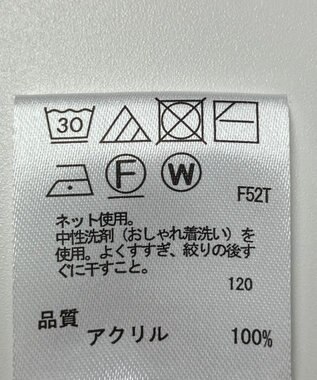 30
F W
F52T
ネット使用。
中性洗剤（おしゃれ着洗い）を
使用。よくすすぎ、絞りの後す
ぐに干すこと。
120
品質
アクリル 100%